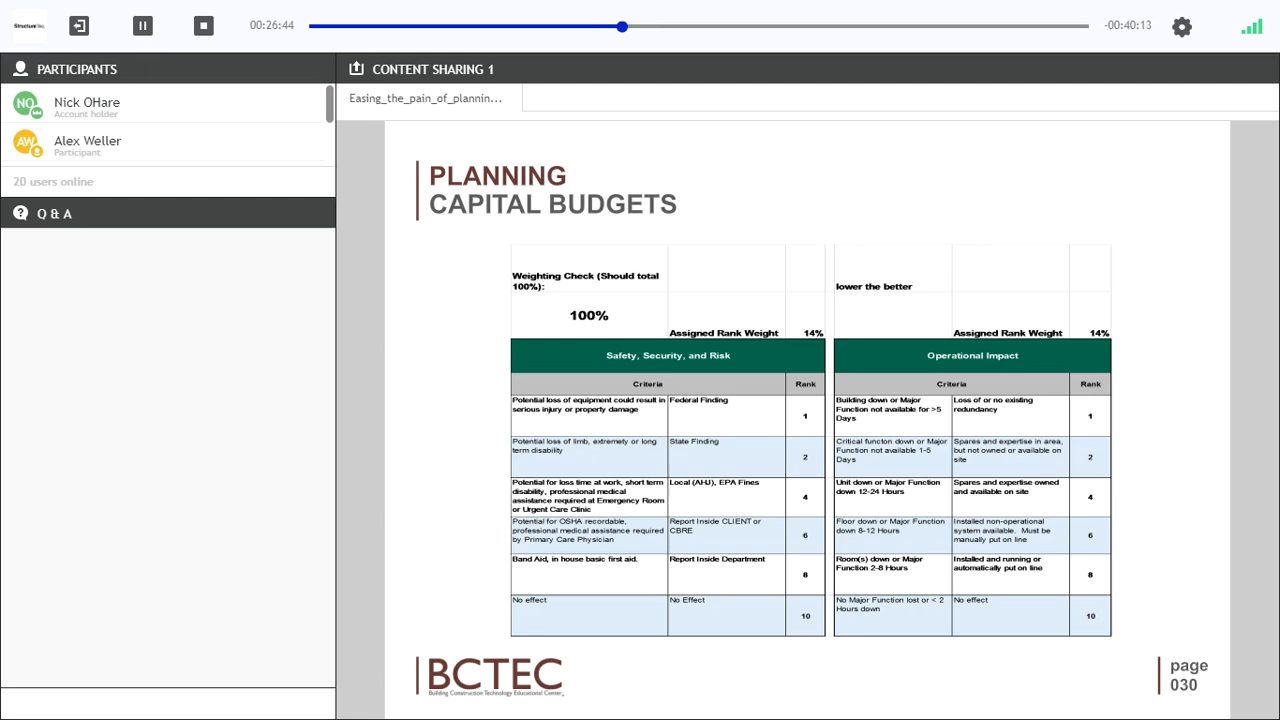 StructureTec
00:26:44
-00:40:13
PARTICIPANTS
NO
Nick OHare
Account holder
AW
Alex Weller
Participant
20 users online
Q & A
CONTENT SHARING 1
Easing_the_pain_of_plannin...
PLANNING
CAPITAL BUDGETS
Weighting Check (Should total
100%):
lower the better
100%
Assigned Rank Weight 14%
Assigned Rank Weight 14%
Safety, Security, and Risk
Criteria Rank
Potential loss of equipment could result in
serious injury or property damage
Federal Finding
1
Potential loss of limb, extremety or long
term disability
State Finding
2
Potential for loss time at work, short term
disability, professional medical
assistance required at Emergency Room
or Urgent Care Clinic
Local (AHJ), EPA Fines
4
Potential for OSHA recordable,
professional medical assistance required
by Primary Care Physician
Report Inside CLIENT or
CBRE
6
Band Aid, in house basic first aid.
Report Inside Department
8
No effect
No Effect
10
Operational Impact
Criteria Rank
Building down or Major
Function not available for >5
Days
Loss of or no existing
redundancy
1
Critical functon down or Major
Function not available 1-5
Days
Spares and expertise in area,
but not owned or available on
site
2
Unit down or Major Function
down 12-24 Hours
Spares and expertise owned
and available on site
4
Floor down or Major Function
down 8-12 Hours
Installed non-operational
system available. Must be
manually put on line
6
Room(s) down or Major
Function 2-8 Hours
Installed and running or
automatically put on line
8
No Major Function lost or < 2
Hours down
No effect
10
BCTEC
Building Construction Technology Educational Center
page
030